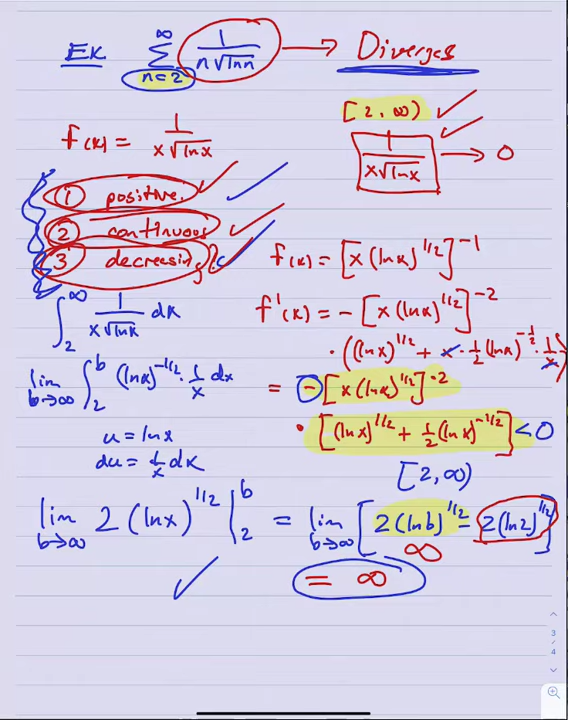 Ex ∑_{n=2}^{∞} 1/(n√(ln n)) → Diverges
[2, ∞) ✓
f(x) = 1/(x√(ln x))
1/(x√(ln x)) → 0 ✓
① positive. ✓ ✓
② continuous ✓
③ decreasing ? ✓
f(x) = [x(ln x)^{1/2}]^{-1}
f'(x) = -[x(ln x)^{1/2}]^{-2}
· ((ln x)^{1/2} + x · 1/2 (ln x)^{-1/2} · 1/x)
∫_2^∞ 1/(x√(ln x)) dx
lim_{b→∞} ∫_2^b (ln x)^{-1/2} · 1/x dx
= -[x(ln x)^{1/2}]^{-2}
· [(ln x)^{1/2} + 1/2 (ln x)^{-1/2}] < 0
u = ln x
du = 1/x dx
[2, ∞)
lim_{b→∞} 2(ln x)^{1/2} |_2^b = lim_{b→∞} [2(ln b)^{1/2} - 2(ln 2)^{1/2}]
∞
✓
= ∞
3
4